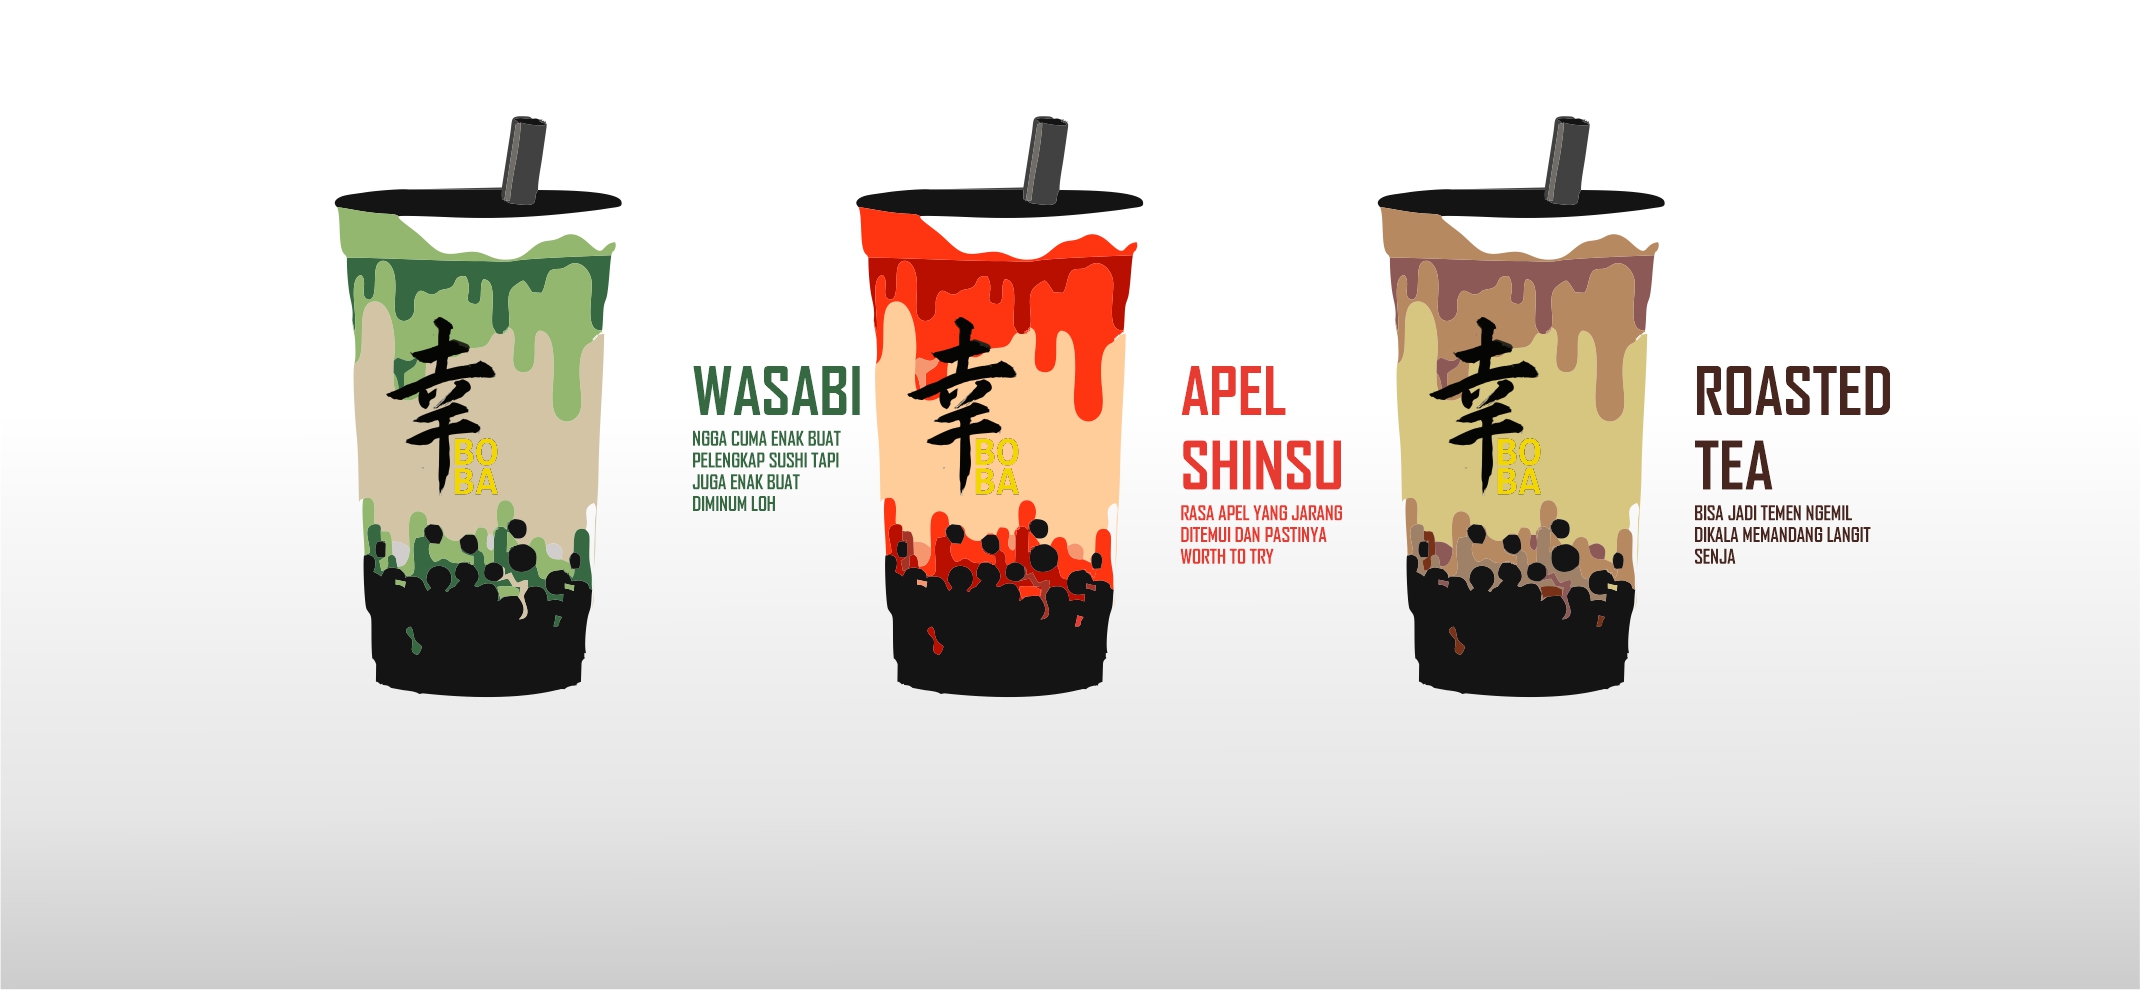 幸
BO
BA
WASABI
NGGA CUMA ENAK BUAT
PELENGKAP SUSHI TAPI
JUGA ENAK BUAT
DIMINUM LOH
幸
BO
BA
APEL
SHINSU
RASA APEL YANG JARANG
DITEMUI DAN PASTINYA
WORTH TO TRY
幸
BO
BA
ROASTED
TEA
BISA JADI TEMEN NGEMIL
DIKALA MEMANDANG LANGIT
SENJA